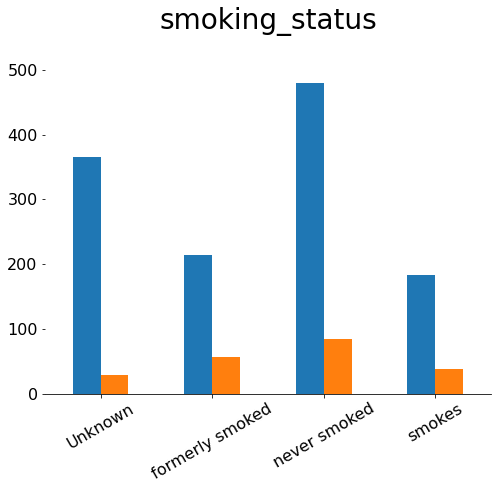 smoking_status
500
400
300
200
100
0
Unknown
formerly smoked
never smoked
smokes